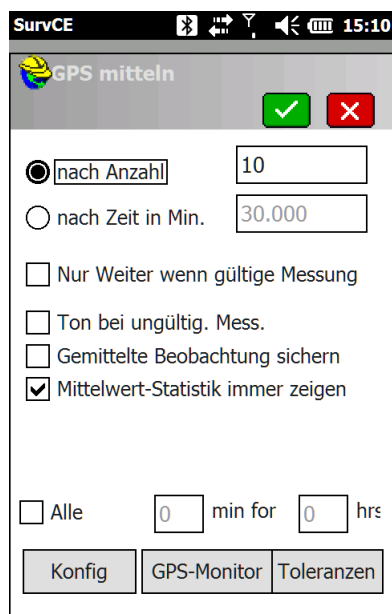 SurvCE 15:10
GPS mitteln
nach Anzahl 10
nach Zeit in Min. 30.000
Nur Weiter wenn gültige Messung
Ton bei ungültig. Mess.
Gemittelte Beobachtung sichern
Mittelwert-Statistik immer zeigen
Alle 0 min for 0 hrs
Konfig GPS-Monitor Toleranzen